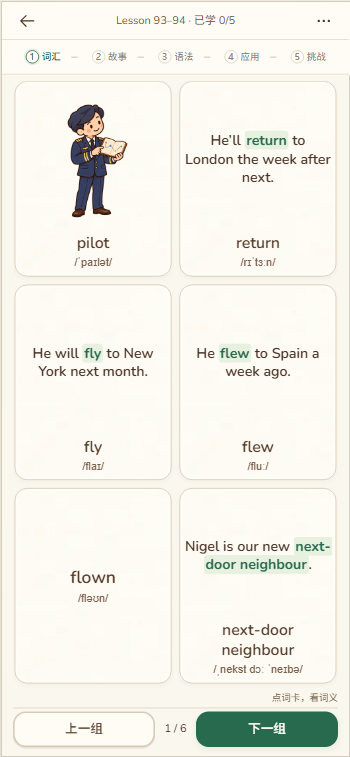 Lesson 93–94 · 已学 0/5
1 词汇 – 2 故事 – 3 语法 – 4 应用 – 5 挑战
pilot
/ˈpaɪlət/
He'll return to
London the week after
next.
return
/rɪˈtɜːn/
He will fly to New
York next month.
fly
/flaɪ/
He flew to Spain a
week ago.
flew
/fluː/
flown
/fləʊn/
Nigel is our new next-
door neighbour.
next-door
neighbour
/ˌnekst dɔː ˈneɪbə/
点词卡，看词义
上一组
1 / 6
下一组